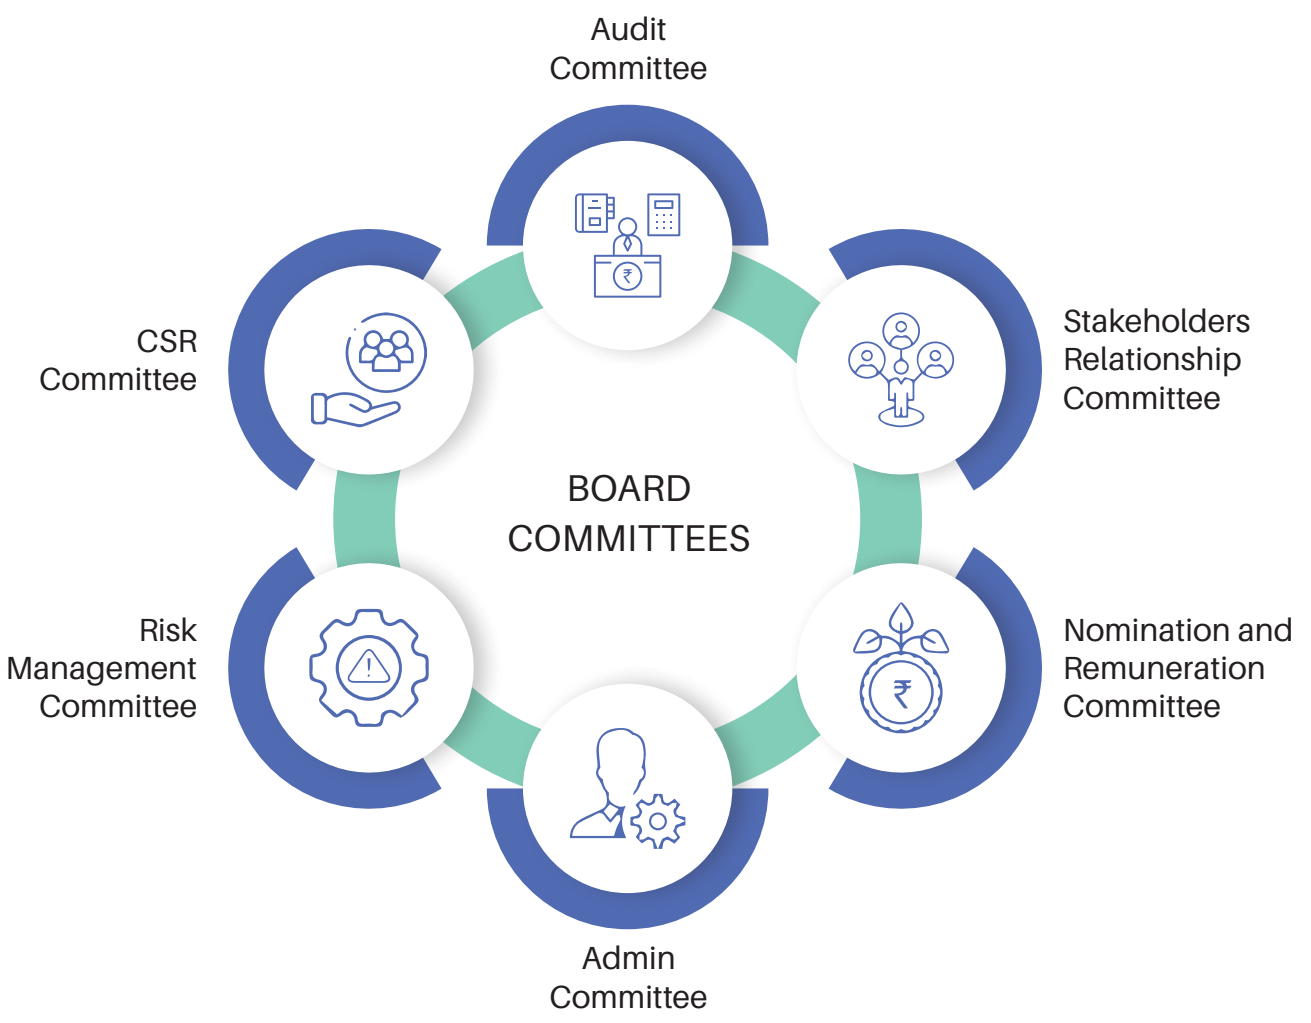 Audit
Committee
CSR
Committee
Stakeholders
Relationship
Committee
BOARD
COMMITTEES
₹
Risk
Management
Committee
Nomination and
Remuneration
Committee
₹
Admin
Committee